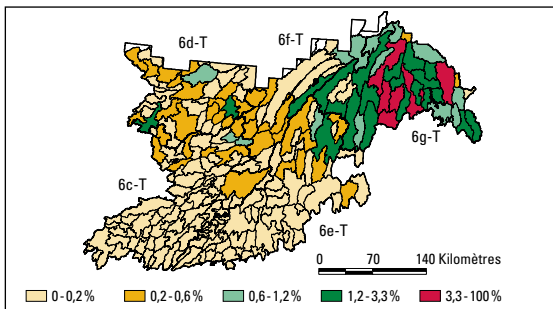 6d-T
6f-T
6g-T
6c-T
6e-T
0 70 140 Kilomètres
0 - 0,2 % 0,2 - 0,6 % 0,6 - 1,2 % 1,2 - 3,3 % 3,3 - 100 %